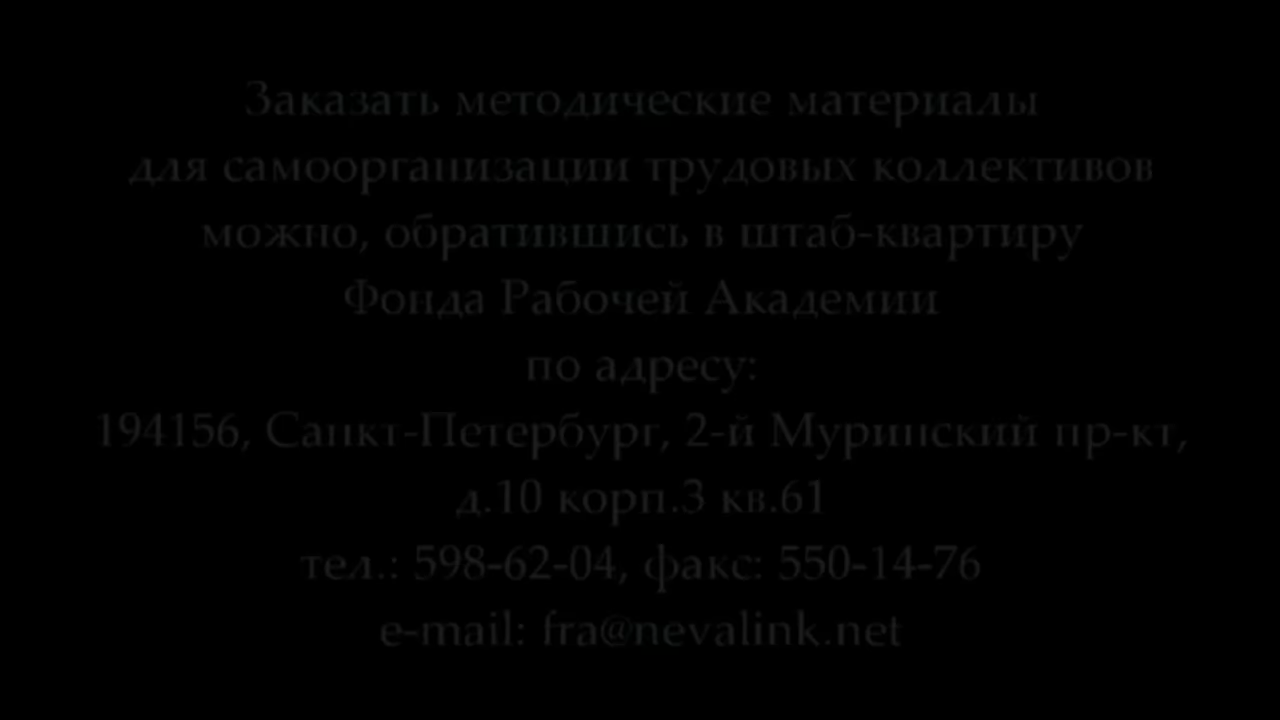 Заказать методические материалы
для самоорганизации трудовых коллективов
можно, обратившись в штаб-квартиру
Фонда Рабочей Академии
по адресу:
194156, Санкт-Петербург, 2-й Муринский пр-кт,
д.10 корп.3 кв.61
тел.: 598-62-04, факс: 550-14-76
e-mail: fra@nevalink.net